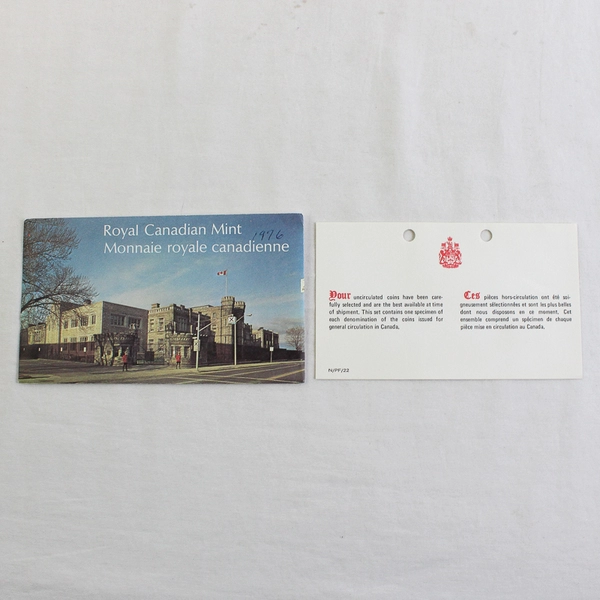 Royal Canadian Mint
1976
Monnaie royale canadienne
Your uncirculated coins have been care-
fully selected and are the best available at time
of shipment. This set contains one specimen of
each denomination of the coins issued for
general circulation in Canada.
Ces pièces hors-circulation ont été soi-
gneusement sélectionnées et sont les plus belles
dont nous disposons en ce moment. Cet
ensemble comprend un spécimen de chaque
pièce mise en circulation au Canada.
N/PF/22